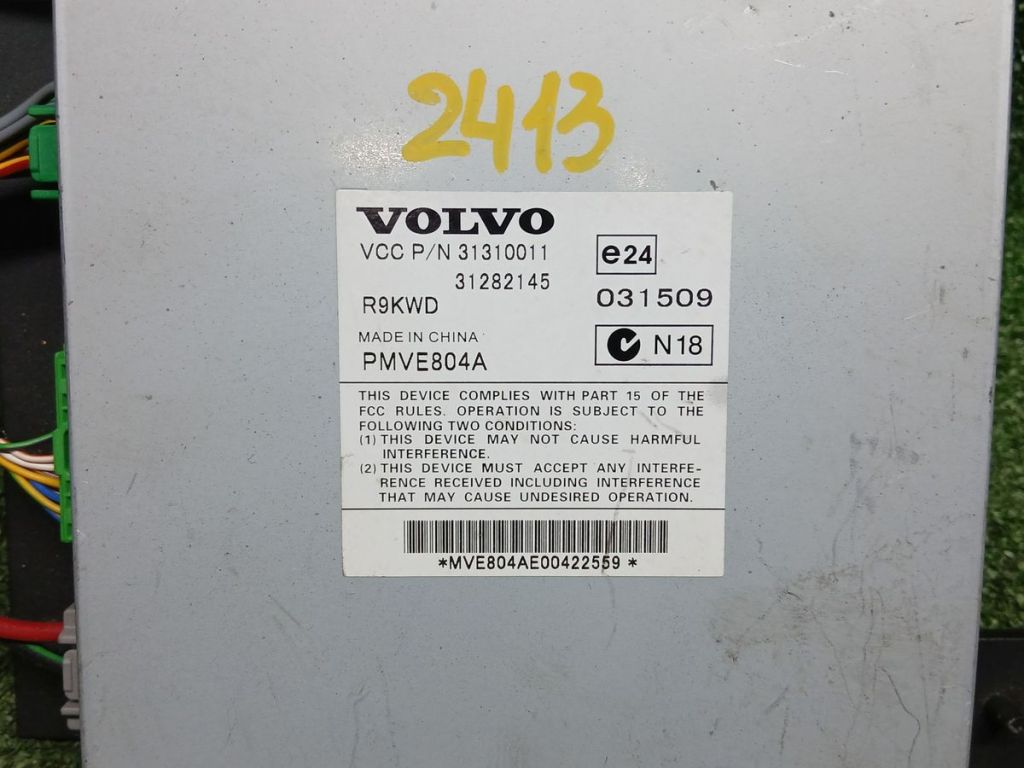 2413
VOLVO
VCC P/N 31310011
31282145
R9KWD
MADE IN CHINA
PMVE804A
e24
031509
N18
THIS DEVICE COMPLIES WITH PART 15 OF THE
FCC RULES. OPERATION IS SUBJECT TO THE
FOLLOWING TWO CONDITIONS:
(1) THIS DEVICE MAY NOT CAUSE HARMFUL
INTERFERENCE.
(2) THIS DEVICE MUST ACCEPT ANY INTERFE-
RENCE RECEIVED INCLUDING INTERFERENCE
THAT MAY CAUSE UNDESIRED OPERATION.
*MVE804AE00422559 *